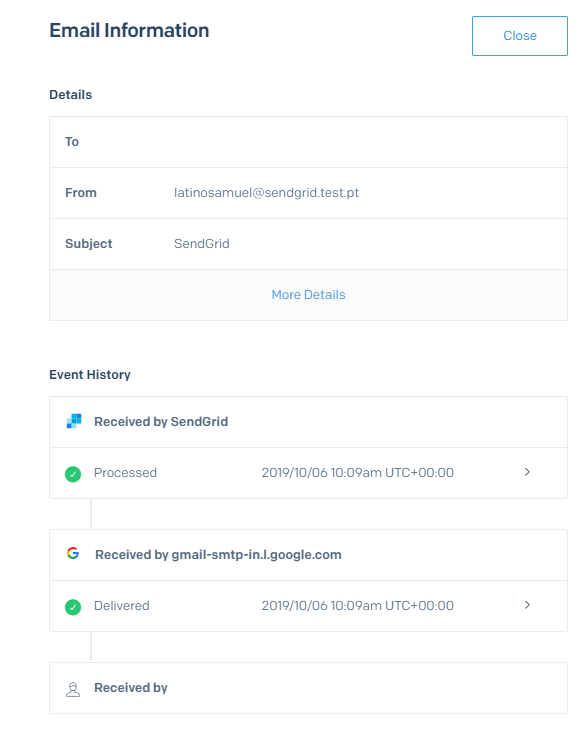 Email Information
Close
Details
To
From latinosamuel@sendgrid.test.pt
Subject SendGrid
More Details
Event History
Received by SendGrid
Processed 2019/10/06 10:09am UTC+00:00
Received by gmail-smtp-in.l.google.com
Delivered 2019/10/06 10:09am UTC+00:00
Received by